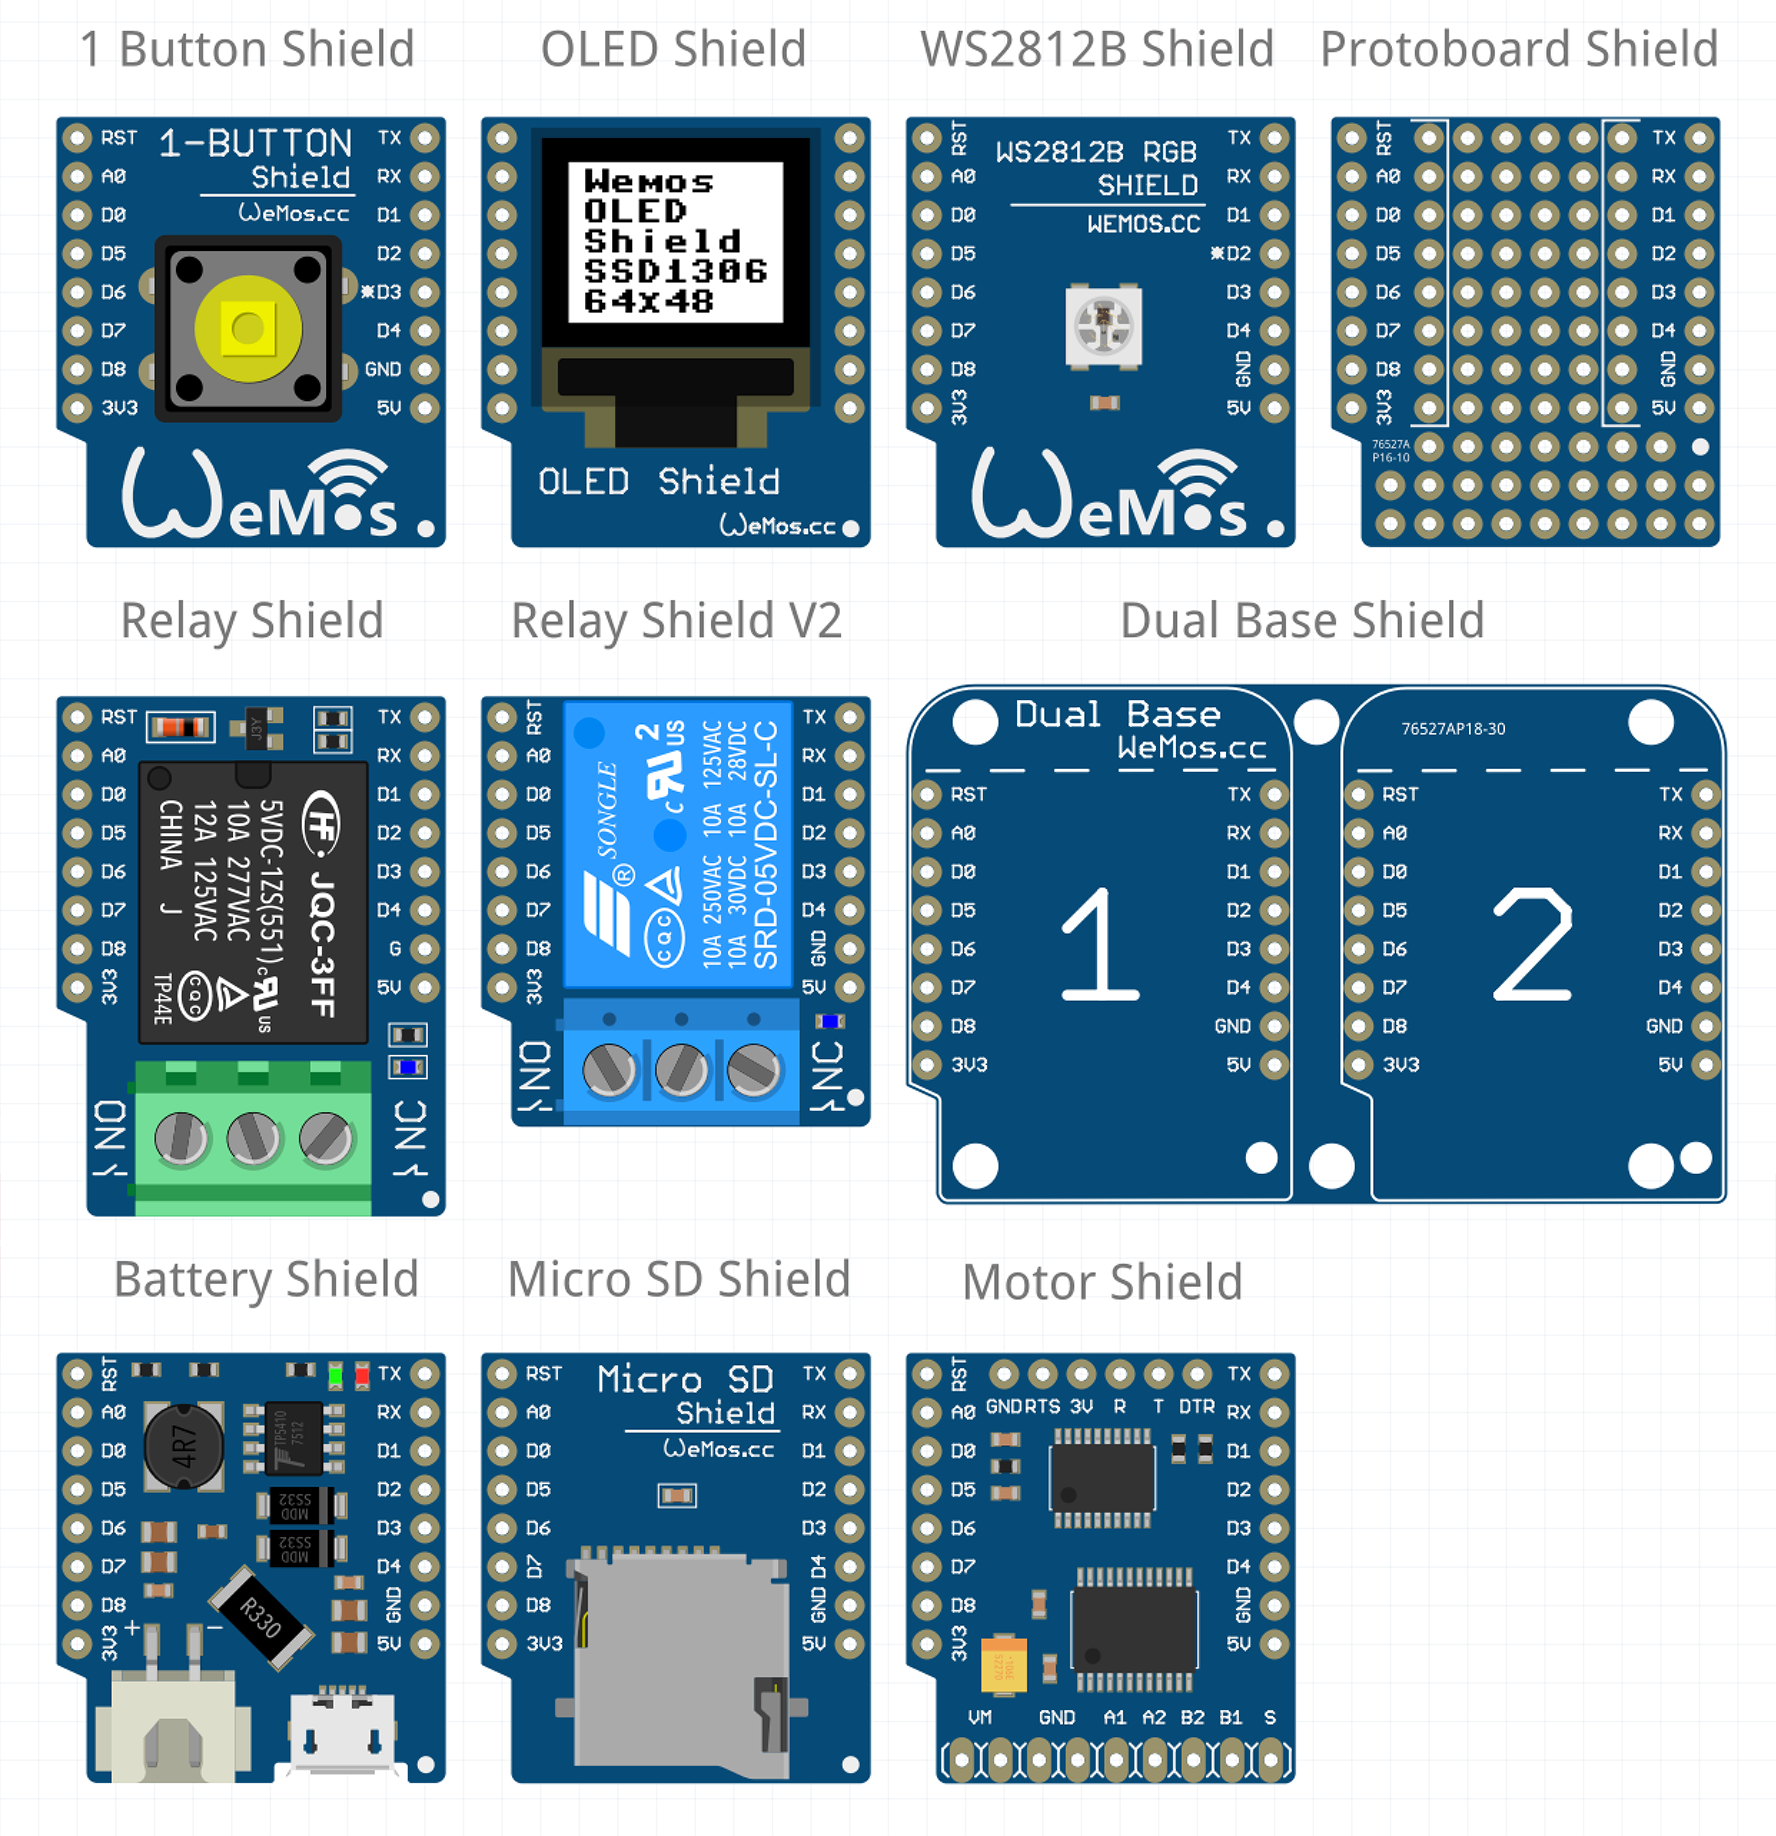 1 Button Shield
OLED Shield
WS2812B Shield
Protoboard Shield
RST 1-BUTTON TX
A0 Shield RX
D0 WeMos.cc D1
D5 D2
D6 *D3
D7 D4
D8 GND
3V3 5V
WeMos
Wemos
OLED
Shield
SSD1306
64x48
OLED Shield
WeMos.cc
RST WS2812B RGB TX
A0 SHIELD RX
D0 WEMOS.CC D1
D5 *D2
D6 D3
D7 D4
D8 GND
3V3 5V
WeMos
RST TX
A0 RX
D0 D1
D5 D2
D6 D3
D7 D4
D8 GND
3V3 5V
76527A
P16-10
Relay Shield
Relay Shield V2
Dual Base Shield
RST J3Y TX
A0 RX
D0 D1
D5 D2
D6 D3
D7 D4
D8 G
3V3 5V
HF JQC-3FF
5VDC-1ZS(551) c UR US
10A 277VAC
12A 125VAC CQC
CHINA J TP44E
NO NC
RST TX
A0 RX
D0 D1
D5 D2
D6 D3
D7 D4
D8 GND
3V3 5V
SONGLE
R
CQC
c UR US 2
10A 250VAC 10A 125VAC
10A 30VDC 10A 28VDC
SRD-05VDC-SL-C
NO NC
Dual Base
WeMos.cc
RST TX
A0 RX
D0 D1
D5 D2
D6 D3
D7 D4
D8 GND
3V3 5V
1
76527AP18-30
RST TX
A0 RX
D0 D1
D5 D2
D6 D3
D7 D4
D8 GND
3V3 5V
2
Battery Shield
Micro SD Shield
Motor Shield
RST TX
A0 RX
D0 D1
D5 D2
D6 D3
D7 D4
D8 GND
3V3 5V
4R7
TP5410
7512
SS32
MDD
SS32
MDD
R330
+ −
RST Micro SD TX
A0 Shield RX
D0 WeMos.cc D1
D5 D2
D6 D3
D7 D4
D8 GND
3V3 5V
RST TX
GND RTS 3V R T DTR
A0 RX
D0 D1
D5 D2
D6 D3
D7 D4
D8 GND
3V3 5V
VM GND A1 A2 B2 B1 S